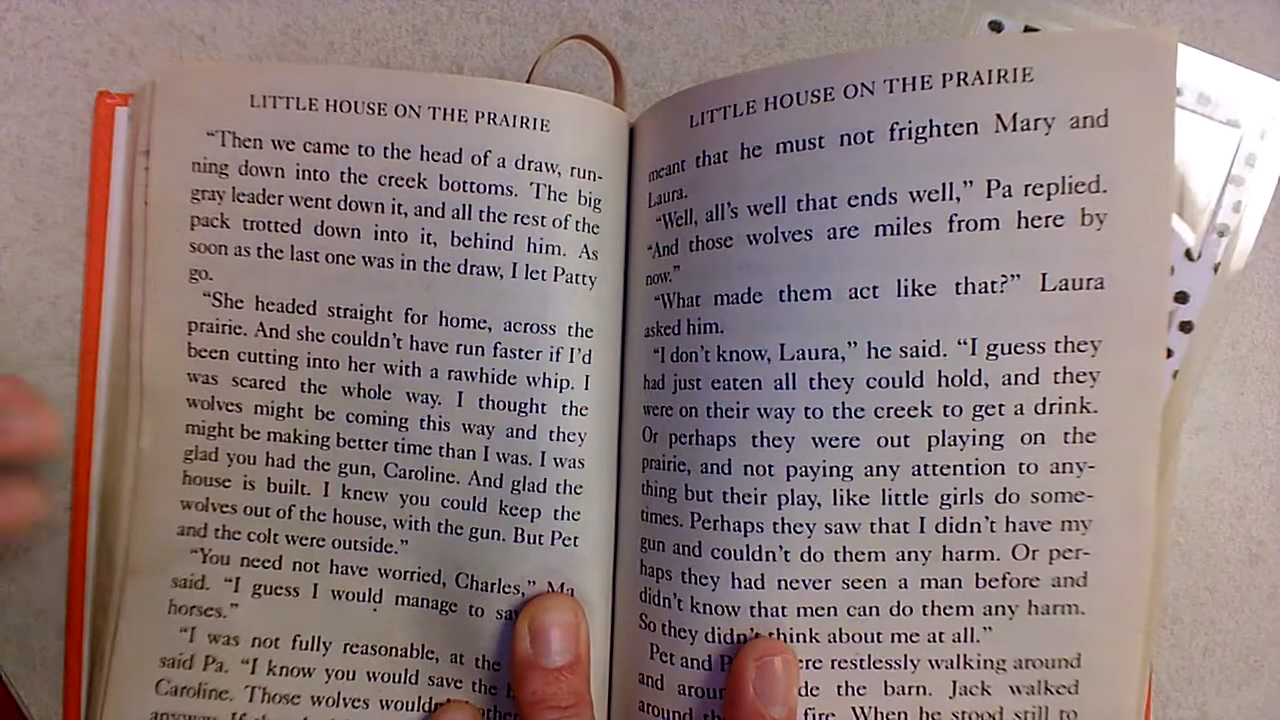 LITTLE HOUSE ON THE PRAIRIE
“Then we came to the head of a draw, run-
ning down into the creek bottoms. The big
gray leader went down it, and all the rest of the
pack trotted down into it, behind him. As
soon as the last one was in the draw, I let Patty
go.
“She headed straight for home, across the
prairie. And she couldn’t have run faster if I’d
been cutting into her with a rawhide whip. I
was scared the whole way. I thought the
wolves might be coming this way and they
might be making better time than I was. I was
glad you had the gun, Caroline. And glad the
house is built. I knew you could keep the
wolves out of the house, with the gun. But Pet
and the colt were outside.”
“You need not have worried, Charles,” Ma
said. “I guess I would manage to
horses.”
“I was not fully reasonable, at the
said Pa. “I know you would save the
Caroline. Those wolves
LITTLE HOUSE ON THE PRAIRIE
meant that he must not frighten Mary and
Laura.
“Well, all’s well that ends well,” Pa replied.
“And those wolves are miles from here by
now.”
“What made them act like that?” Laura
asked him.
“I don’t know, Laura,” he said. “I guess they
had just eaten all they could hold, and they
were on their way to the creek to get a drink.
Or perhaps they were out playing on the
prairie, and not paying any attention to any-
thing but their play, like little girls do some-
times. Perhaps they saw that I didn’t have my
gun and couldn’t do them any harm. Or per-
haps they had never seen a man before and
didn’t know that men can do them any harm.
So they didn’t think about me at all.”
Pet and restlessly walking around
and the barn. Jack walked
around fire. When he stood still to